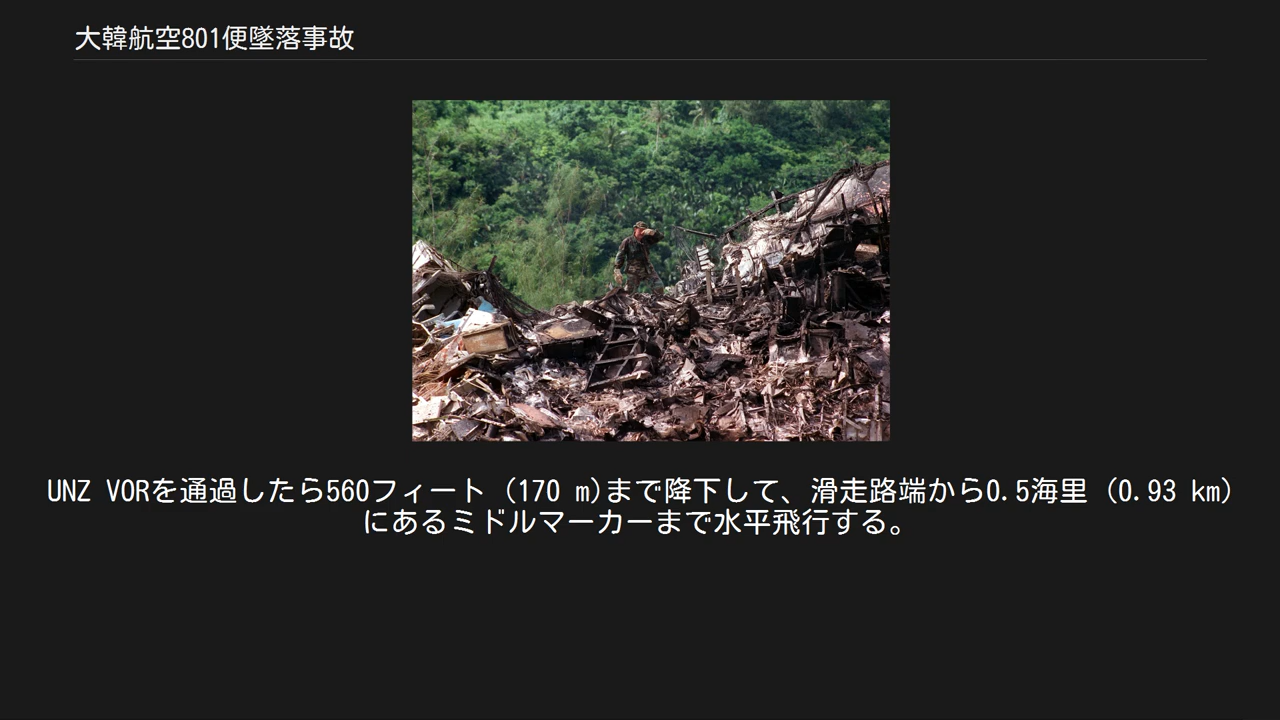 大韓航空801便墜落事故
UNZ VORを通過したら560フィート (170 m)まで降下して、滑走路端から0.5海里 (0.93 km)
にあるミドルマーカーまで水平飛行する。